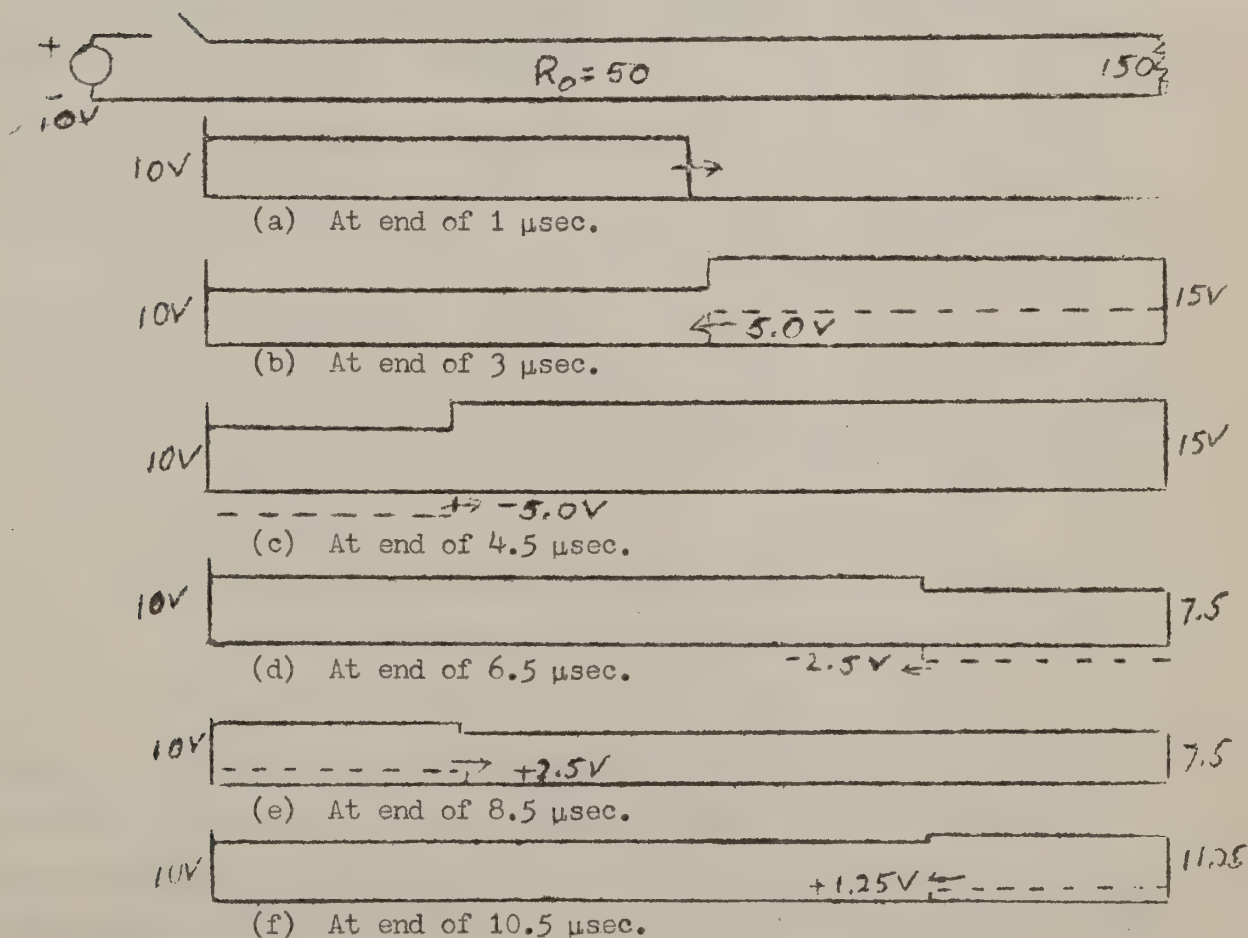 +
R₀=50
150
-
10V
10V
(a) At end of 1 μsec.
10V
15V
5.0V
(b) At end of 3 μsec.
10V
15V
-5.0V
(c) At end of 4.5 μsec.
10V
7.5
-2.5V
(d) At end of 6.5 μsec.
10V
7.5
+2.5V
(e) At end of 8.5 μsec.
10V
11.25
+1.25V
(f) At end of 10.5 μsec.